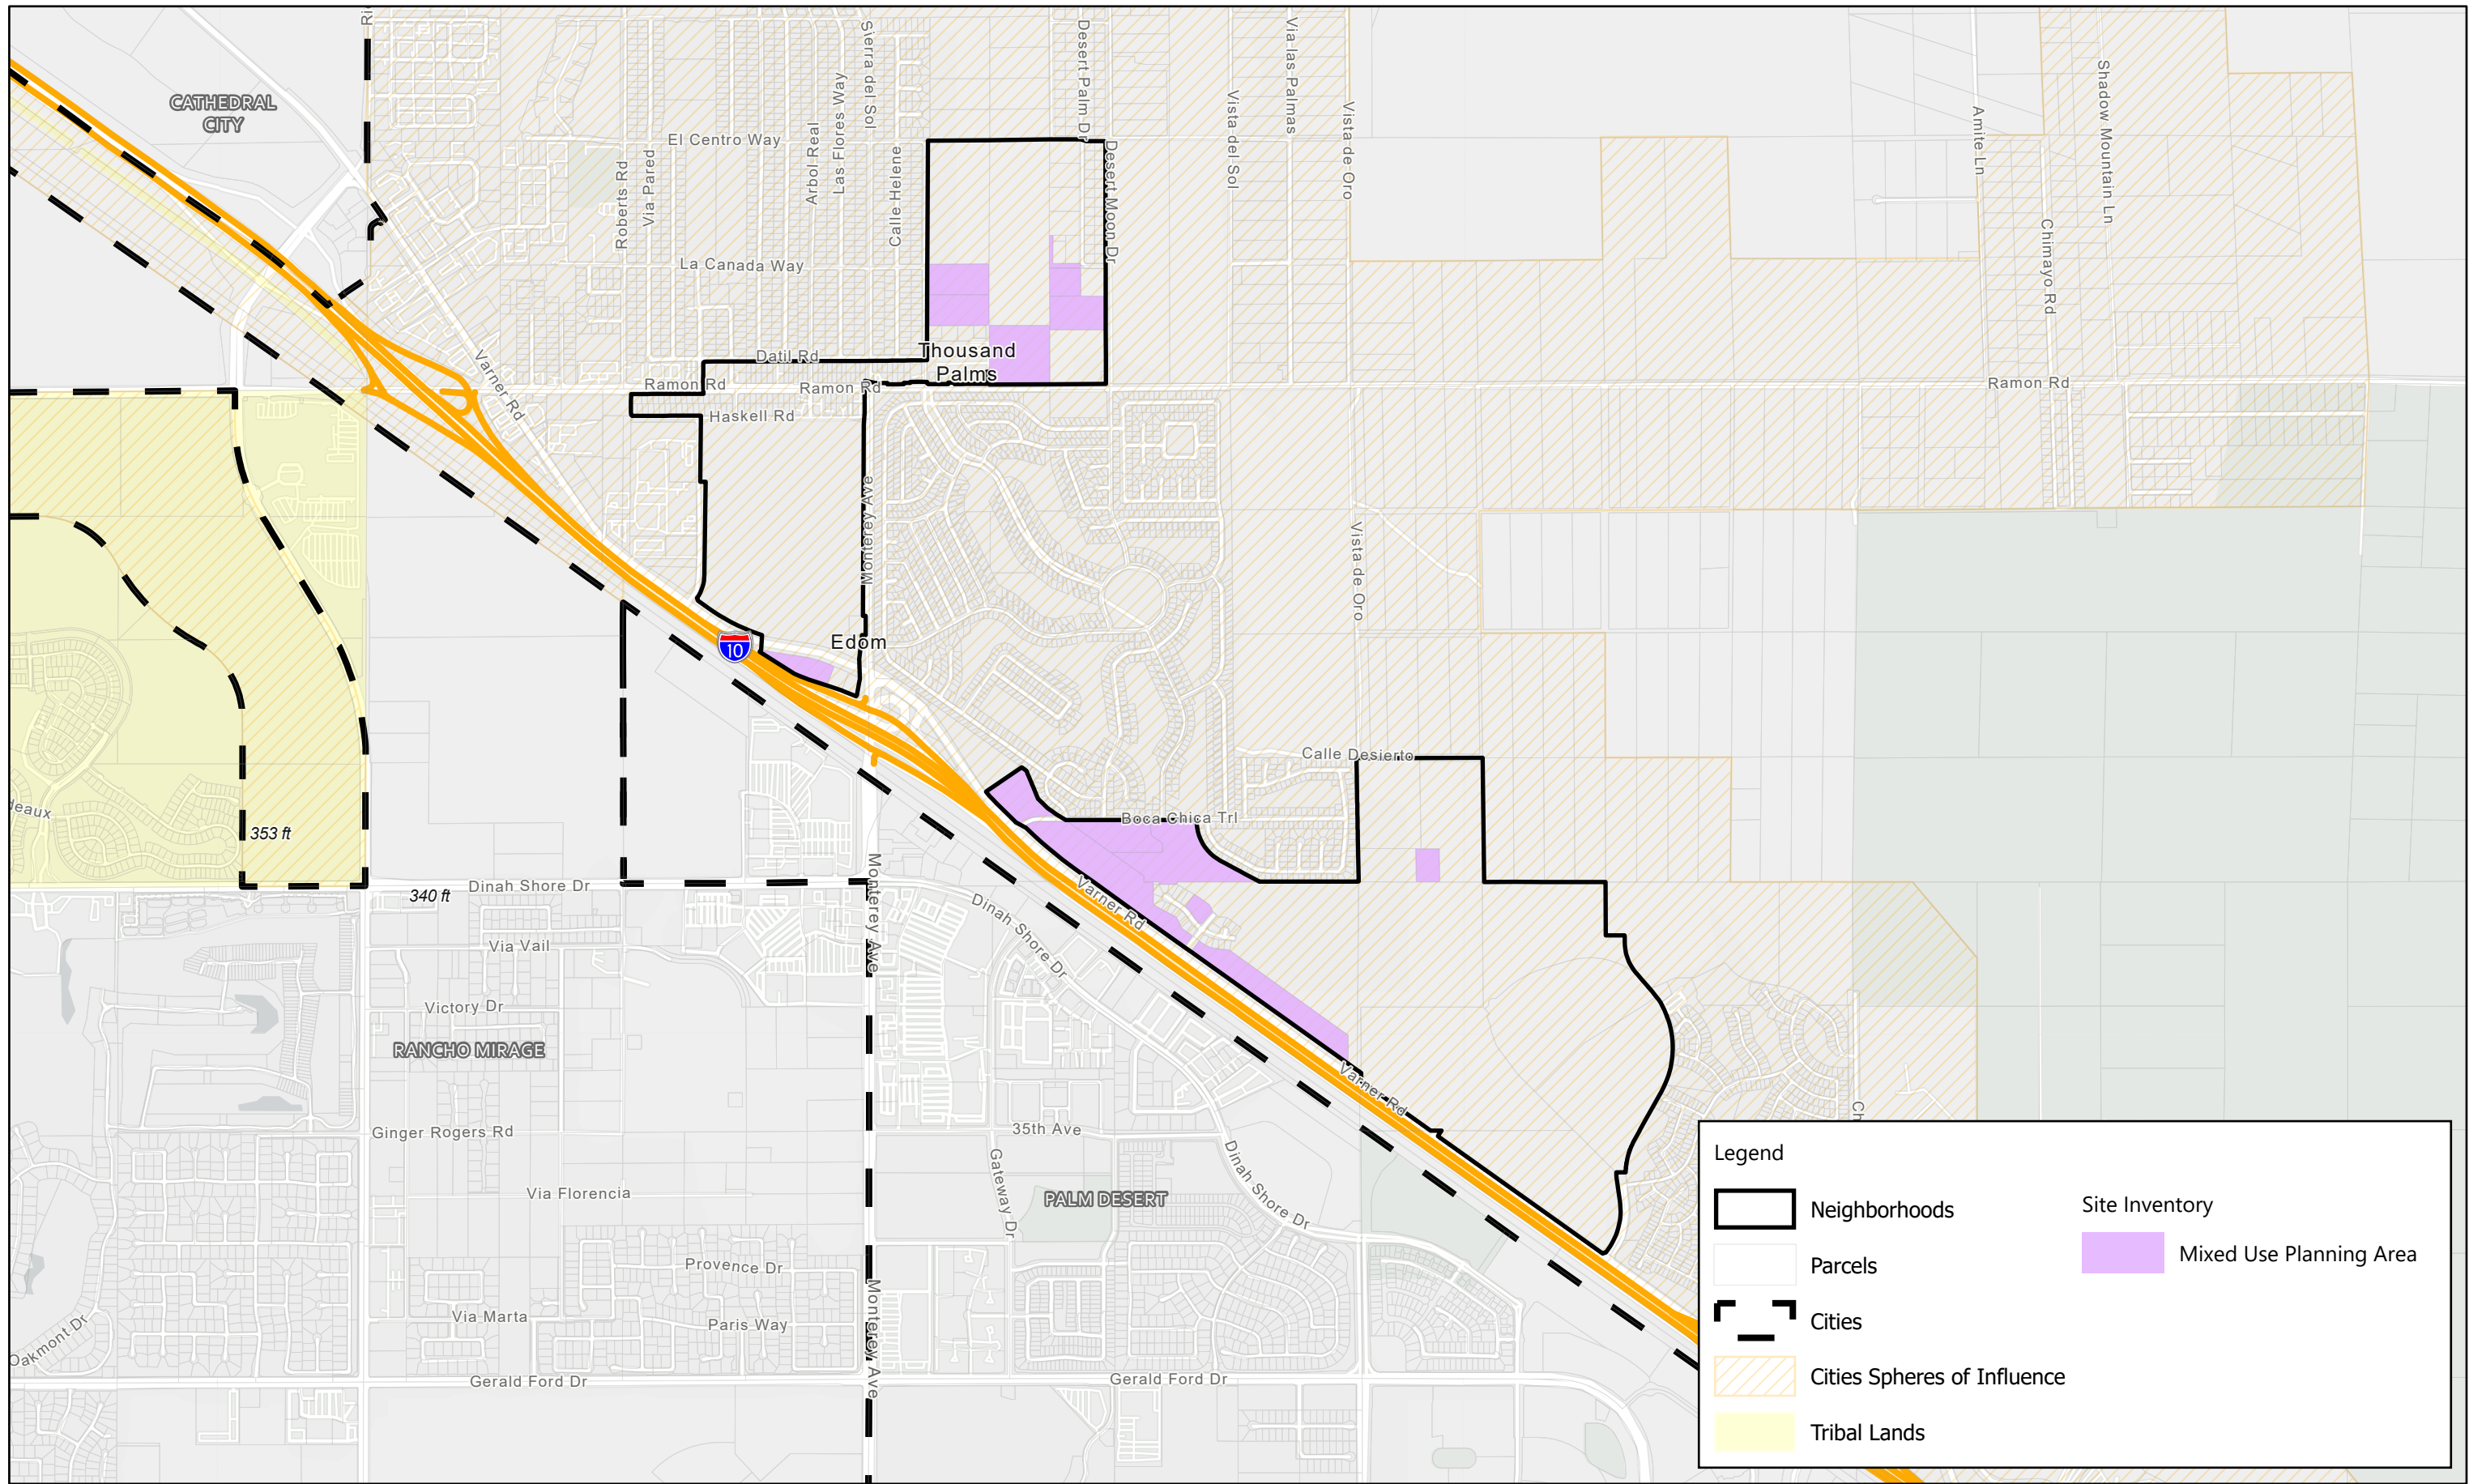 CATHEDRAL
CITY
Ri
Sierra del Sol
Desert Palm Dr
Via las Palmas
Vista de Oro
Vista del Sol
Amite Ln
Shadow Mountain Ln
Chimayo Rd
El Centro Way
Roberts Rd
Via Pared
Arbol Real
Las Flores Way
Calle Helene
Desert Moon Dr
La Canada Way
Datil Rd
Thousand
Palms
Varner Rd
Ramon Rd
Ramon Rd
Ramon Rd
Haskell Rd
Monterey Ave
Vista de Oro
Edom
10
Calle Desierto
Boca Chica Trl
deaux
353 ft
340 ft
Dinah Shore Dr
Monterey Ave
Dinah Shore Dr
Varner Rd
Via Vail
Victory Dr
RANCHO MIRAGE
Varner Rd
Ch
Ginger Rogers Rd
35th Ave
Gateway Dr
Dinah Shore Dr
Via Florencia
PALM DESERT
Provence Dr
Monterey Ave
Via Marta
Paris Way
Oakmont Dr
Gerald Ford Dr
Gerald Ford Dr
Legend
Neighborhoods
Parcels
Cities
Cities Spheres of Influence
Tribal Lands
Site Inventory
Mixed Use Planning Area